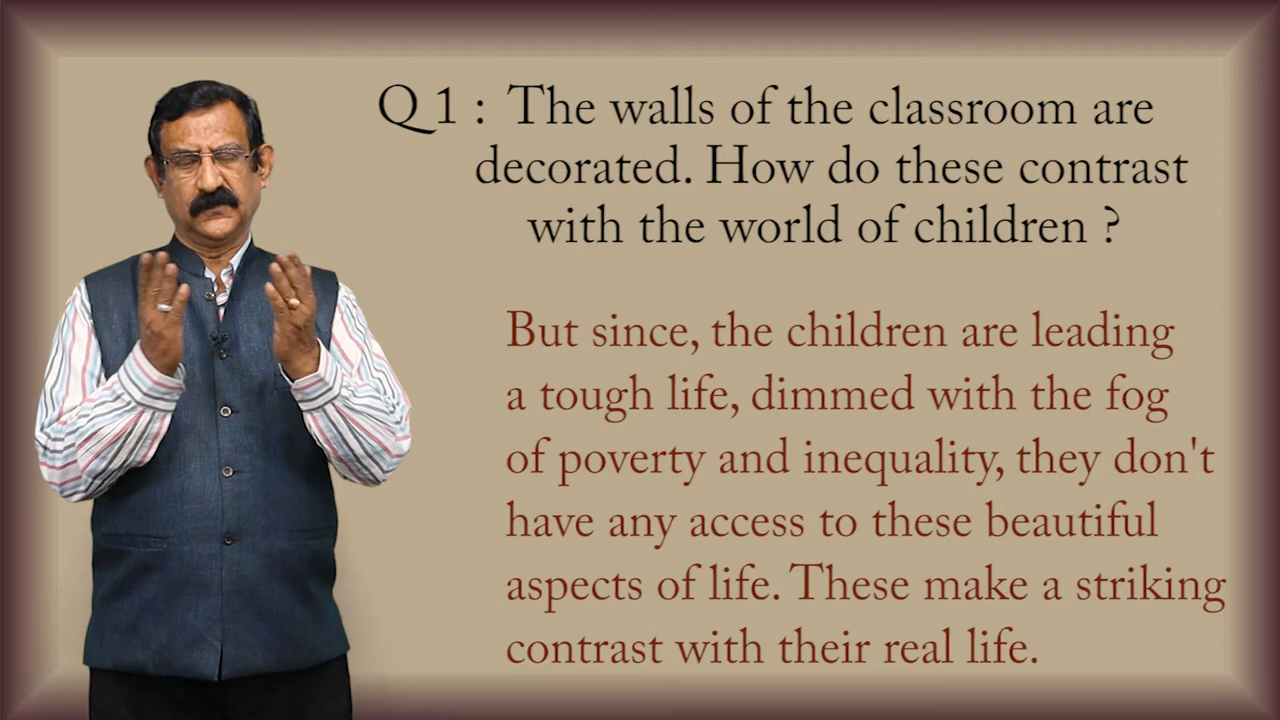 Q 1 : The walls of the classroom are
decorated. How do these contrast
with the world of children ?
But since, the children are leading
a tough life, dimmed with the fog
of poverty and inequality, they don't
have any access to these beautiful
aspects of life. These make a striking
contrast with their real life.